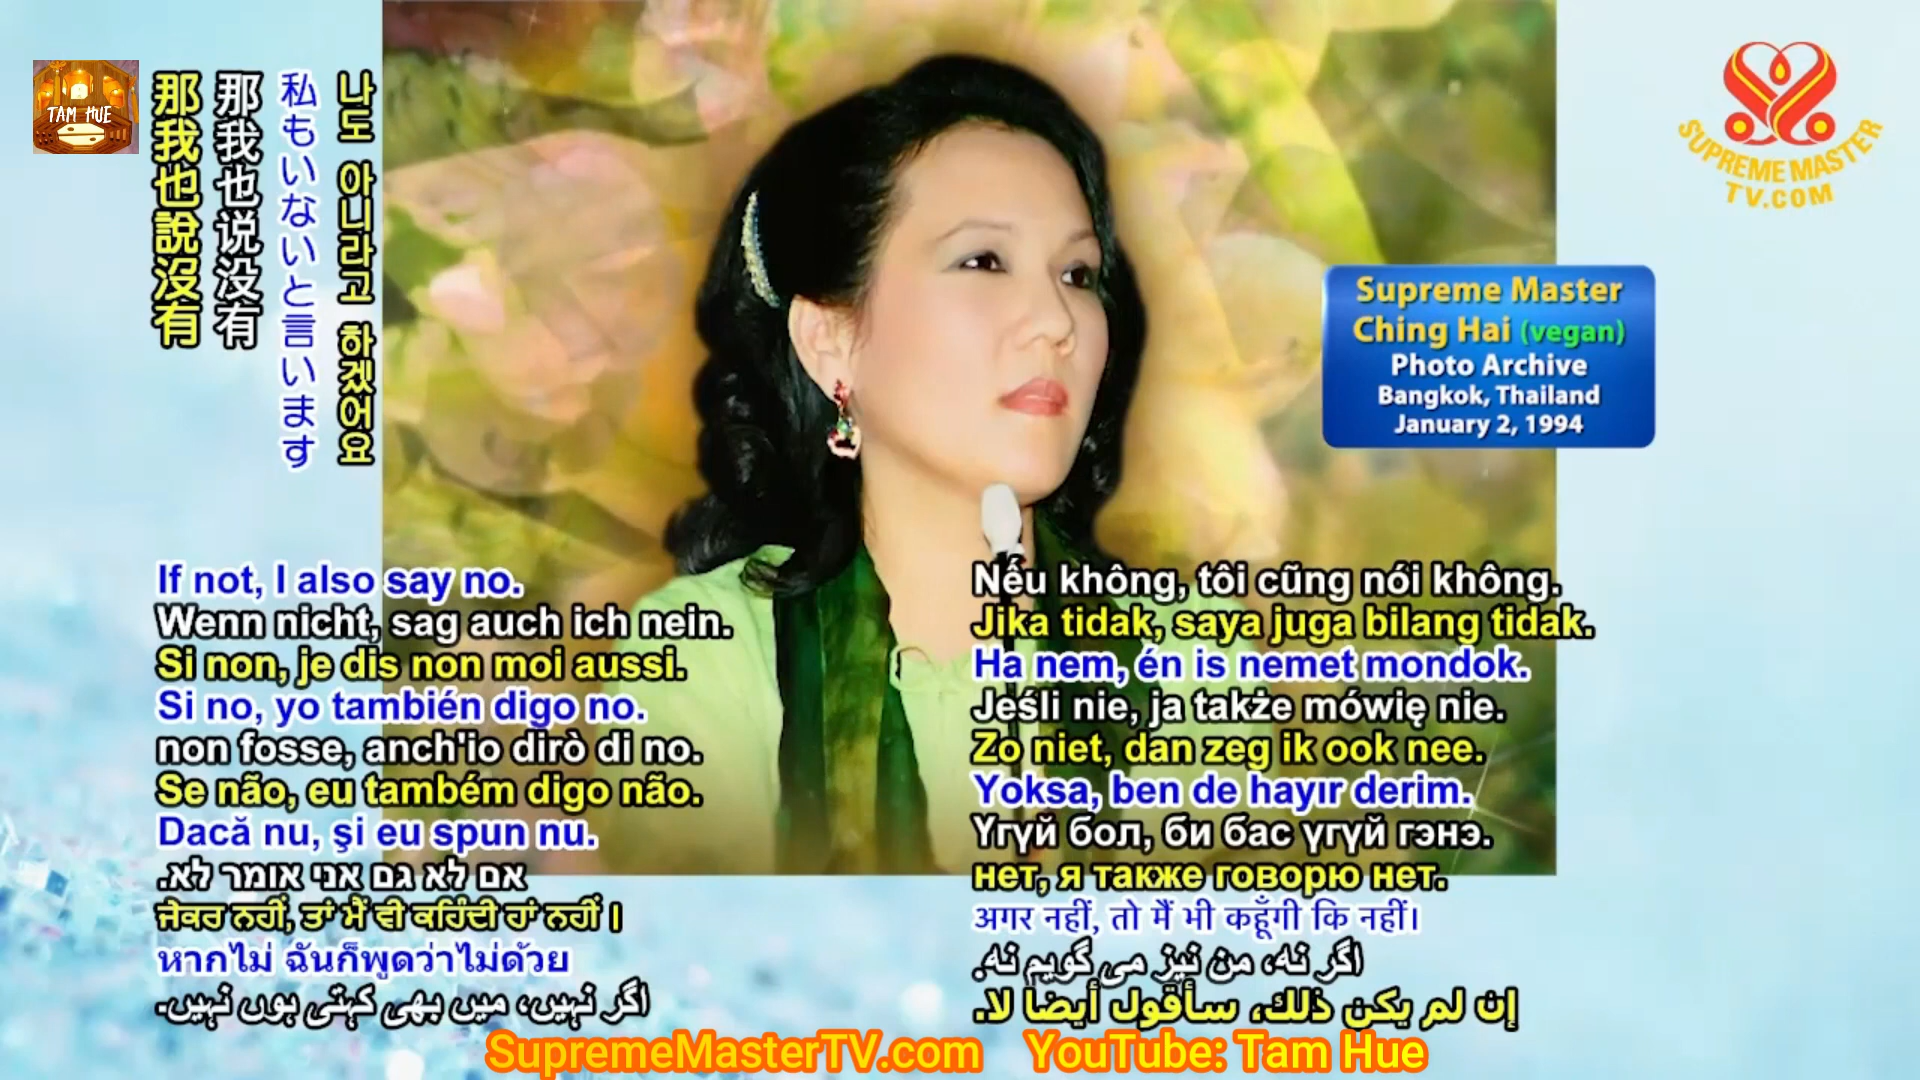 TAM HUE
那我也說沒有
那我也说没有
私もいないと言います
나도 아니라고 하겠어요
SUPREME MASTER
TV.COM
Supreme Master
Ching Hai (vegan)
Photo Archive
Bangkok, Thailand
January 2, 1994
If not, I also say no.
Wenn nicht, sag auch ich nein.
Si non, je dis non moi aussi.
Si no, yo también digo no.
non fosse, anch'io dirò di no.
Se não, eu também digo não.
Dacă nu, şi eu spun nu.
אם לא גם אני אומר לא.
ਜੇਕਰ ਨਹੀਂ, ਤਾਂ ਮੈਂ ਵੀ ਕਹਿੰਦੀ ਹਾਂ ਨਹੀਂ।
หากไม่ ฉันก็พูดว่าไม่ด้วย
اگر نہیں، میں بھی کہتی ہوں نہیں۔
Nếu không, tôi cũng nói không.
Jika tidak, saya juga bilang tidak.
Ha nem, én is nemet mondok.
Jeśli nie, ja także mówię nie.
Zo niet, dan zeg ik ook nee.
Yoksa, ben de hayır derim.
Үгүй бол, би бас үгүй гэнэ.
нет, я также говорю нет.
अगर नहीं, तो मैं भी कहूँगी कि नहीं।
اگر نه، من نیز می گویم نه.
إن لم يكن ذلك، سأقول أيضا لا.
SupremeMasterTV.com YouTube: Tam Hue